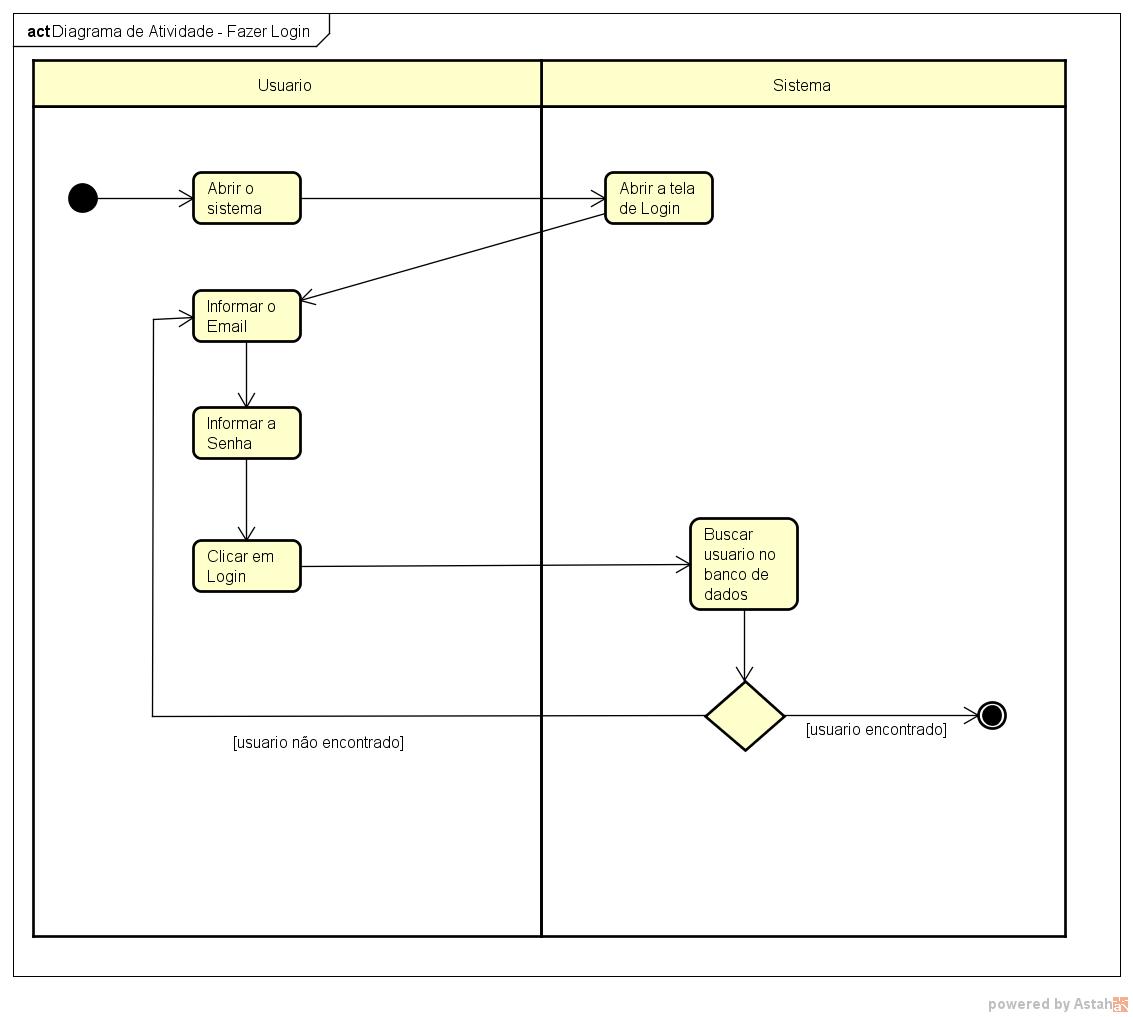 act Diagrama de Atividade - Fazer Login
Usuario
Sistema
Abrir o
sistema
Abrir a tela
de Login
Informar o
Email
Informar a
Senha
Clicar em
Login
Buscar
usuario no
banco de
dados
[usuario encontrado]
[usuario não encontrado]
powered by Astah